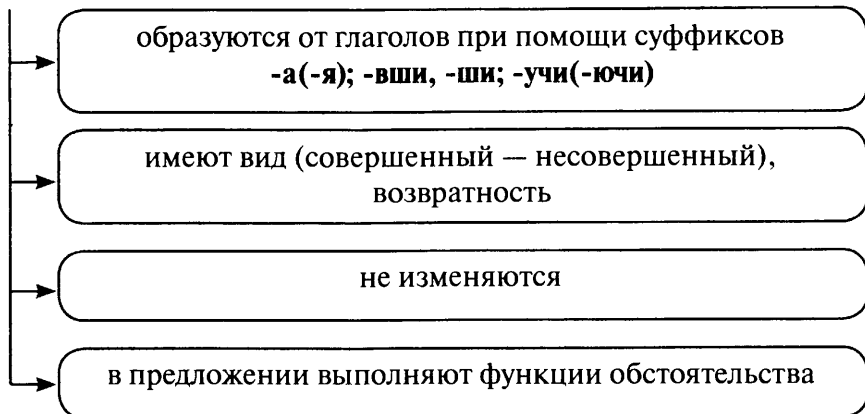 образуются от глаголов при помощи суффиксов
-а(-я); -вши, -ши; -учи(-ючи)
имеют вид (совершенный — несовершенный),
возвратность
не изменяются
в предложении выполняют функции обстоятельства